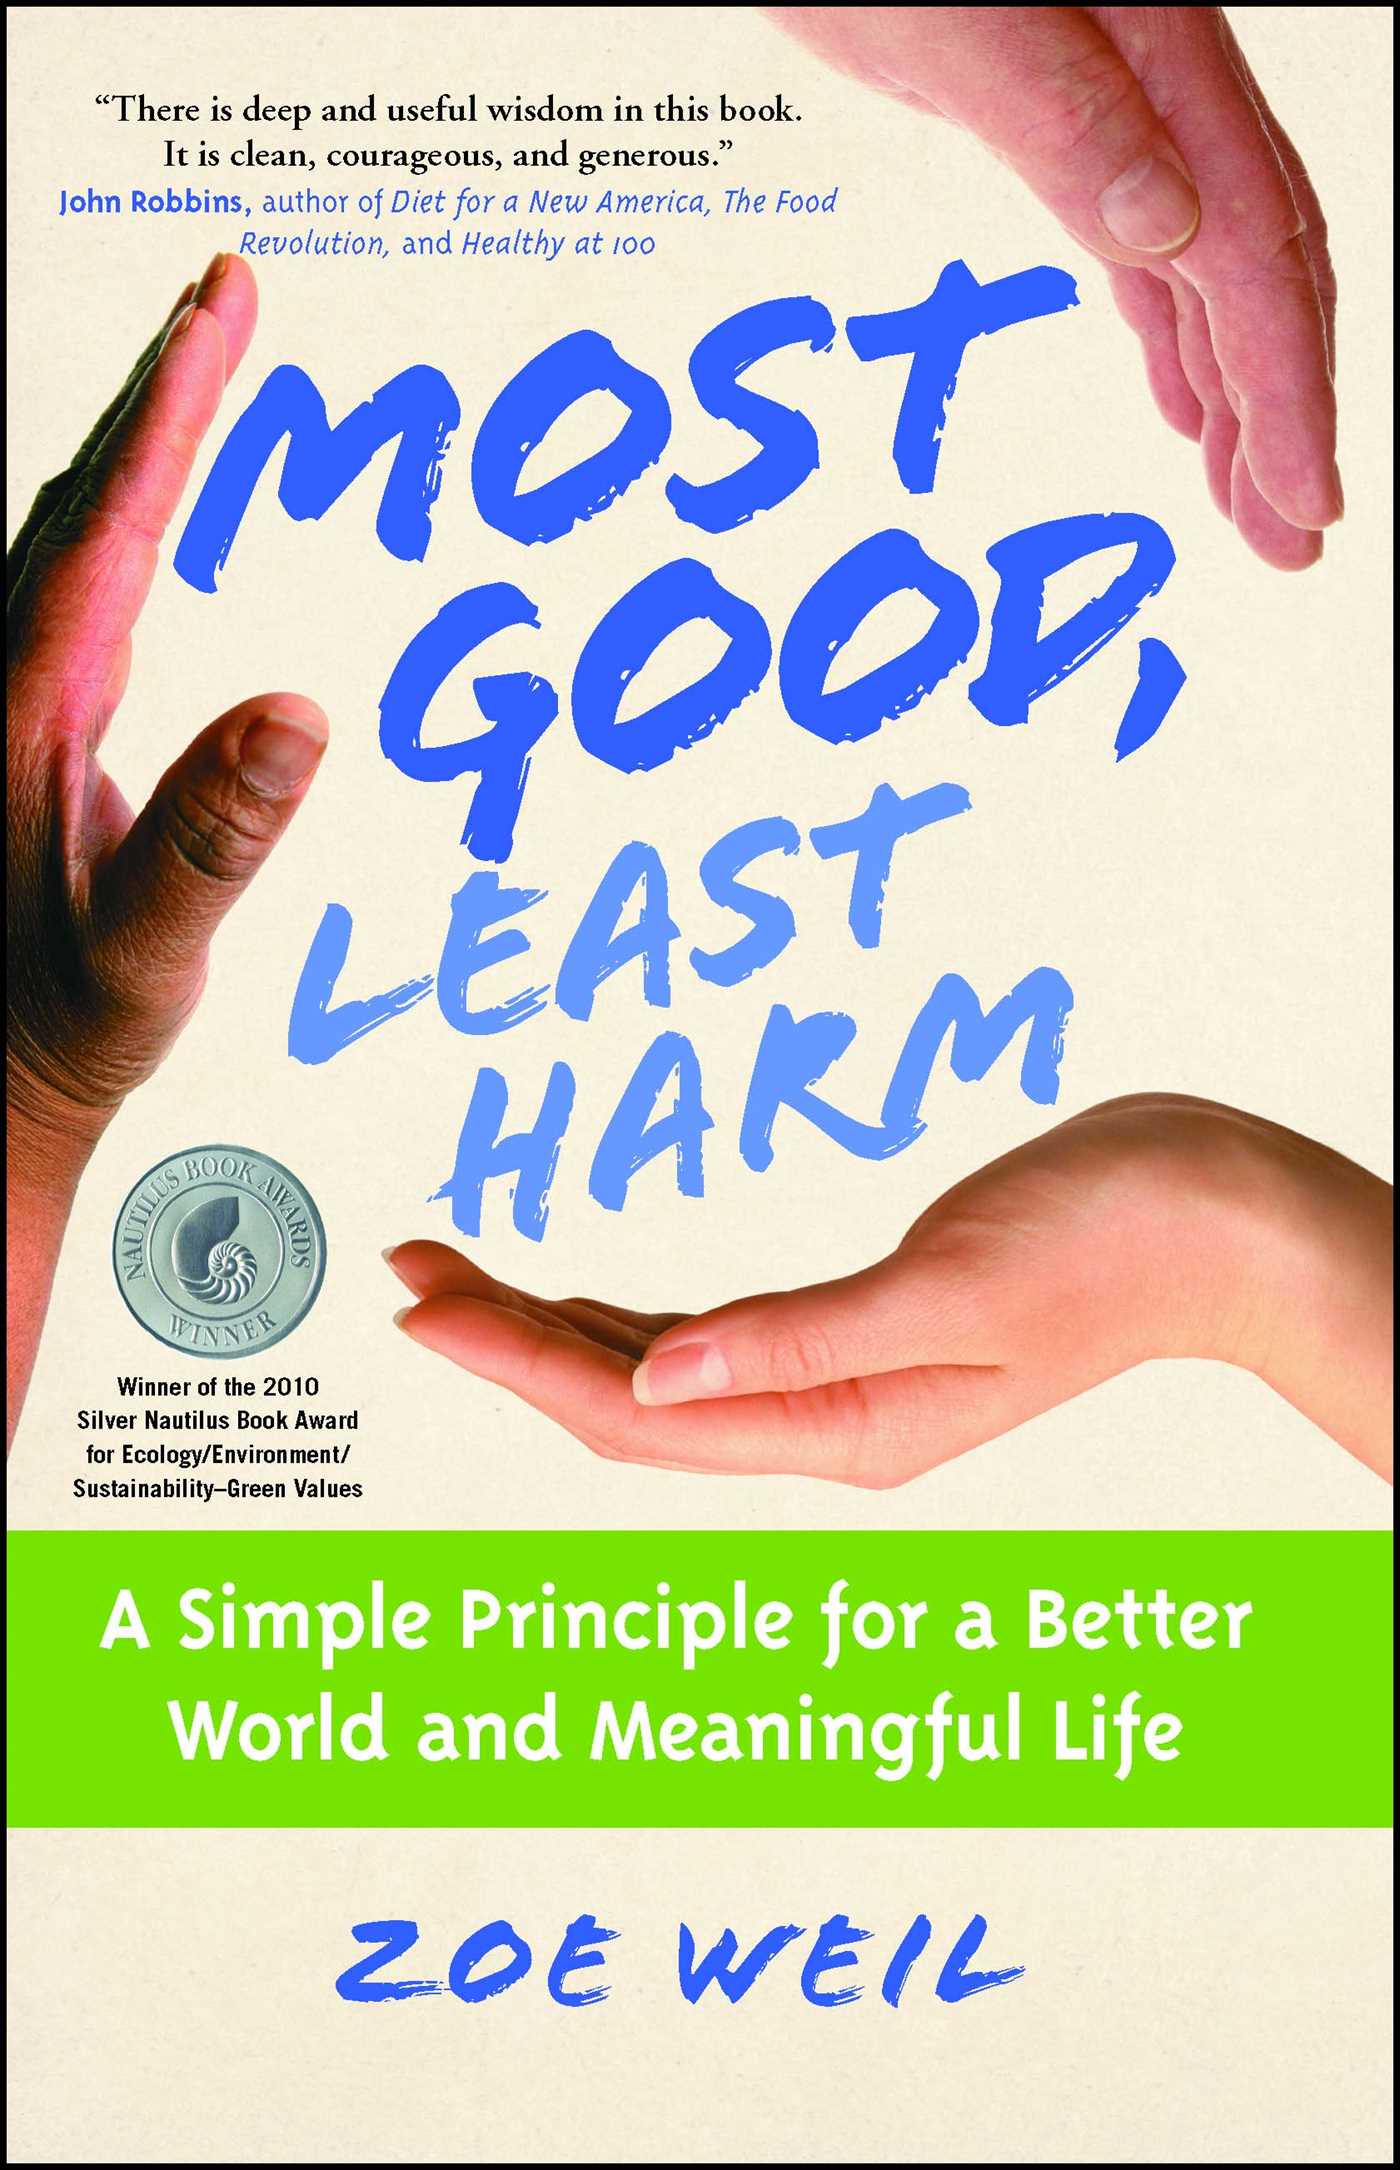 “There is deep and useful wisdom in this book.
It is clean, courageous, and generous.”
John Robbins, author of Diet for a New America, The Food
Revolution, and Healthy at 100
MOST
GOOD,
LEAST
HARM
NAUTILUS BOOK AWARDS
WINNER
Winner of the 2010
Silver Nautilus Book Award
for Ecology/Environment/
Sustainability–Green Values
A Simple Principle for a Better
World and Meaningful Life
ZOE WEIL